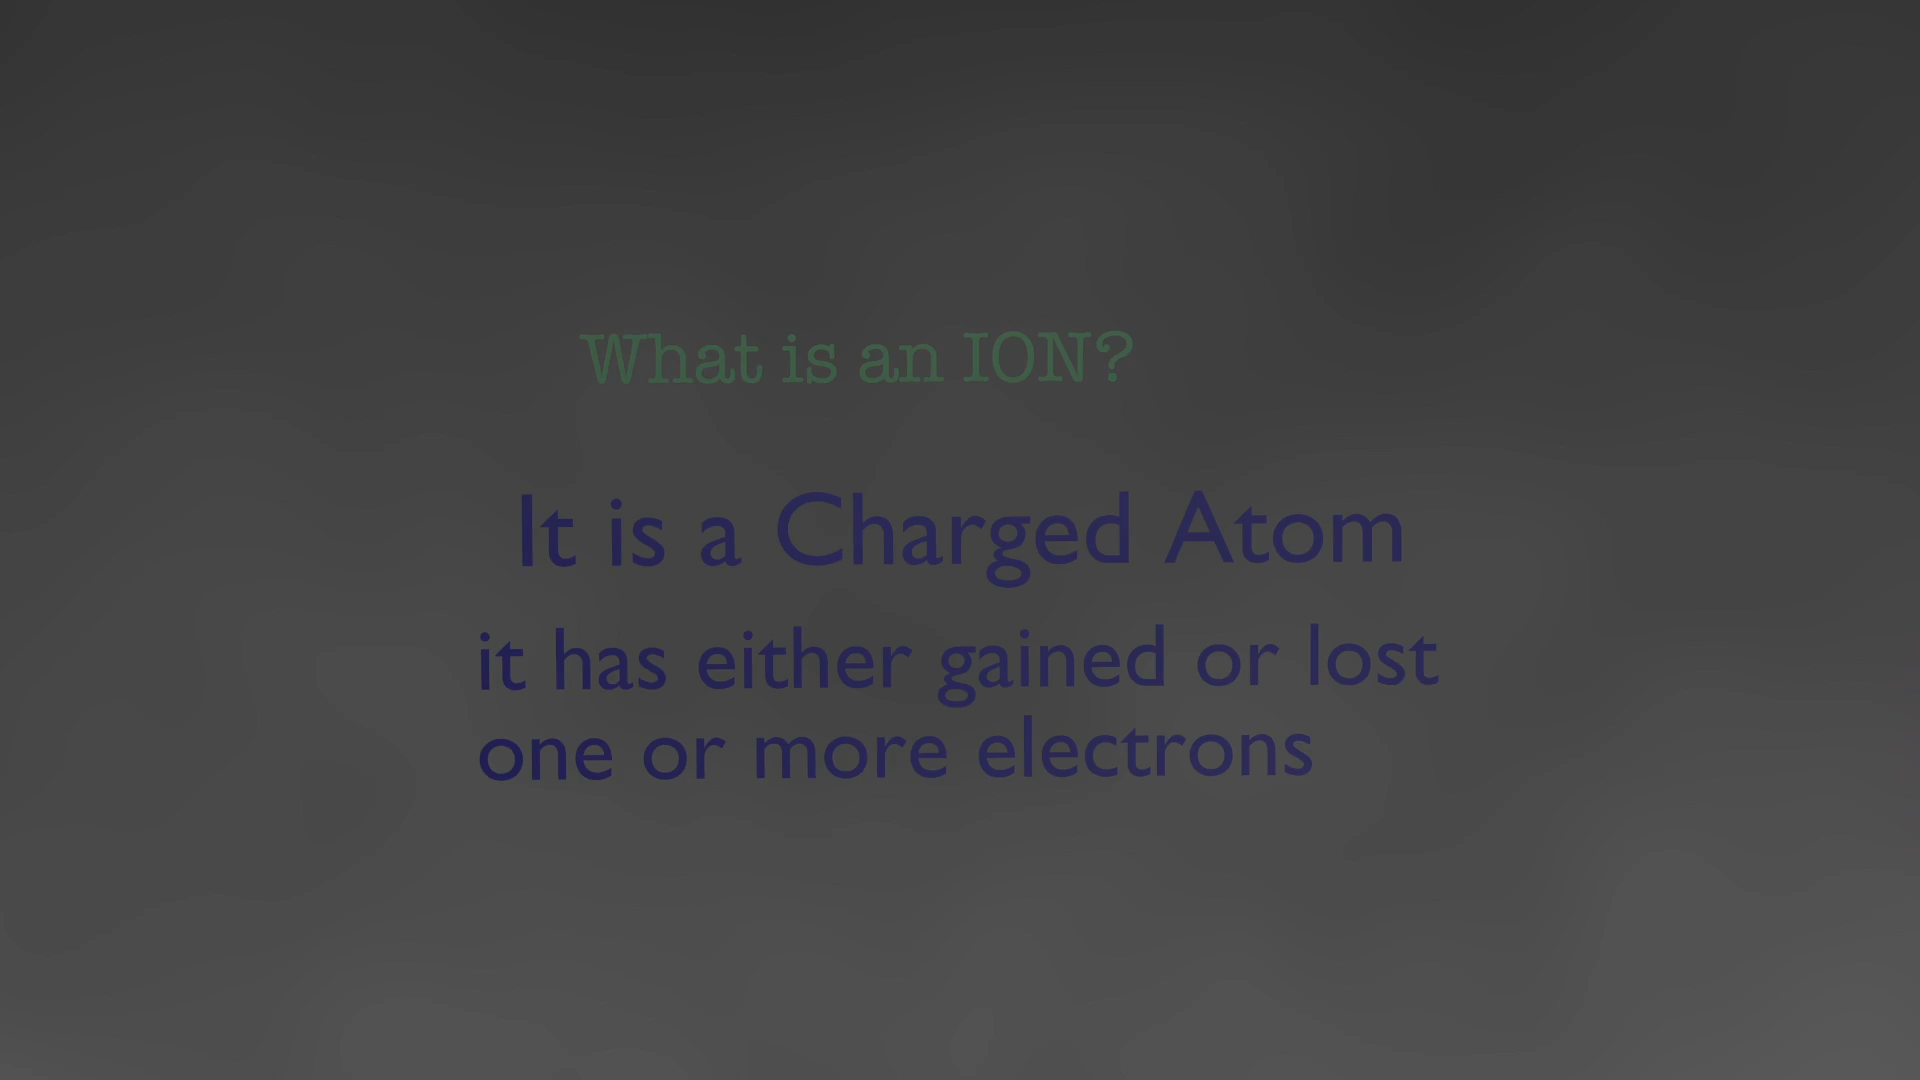 What is an ION?
It is a Charged Atom
it has either gained or lost
one or more electrons